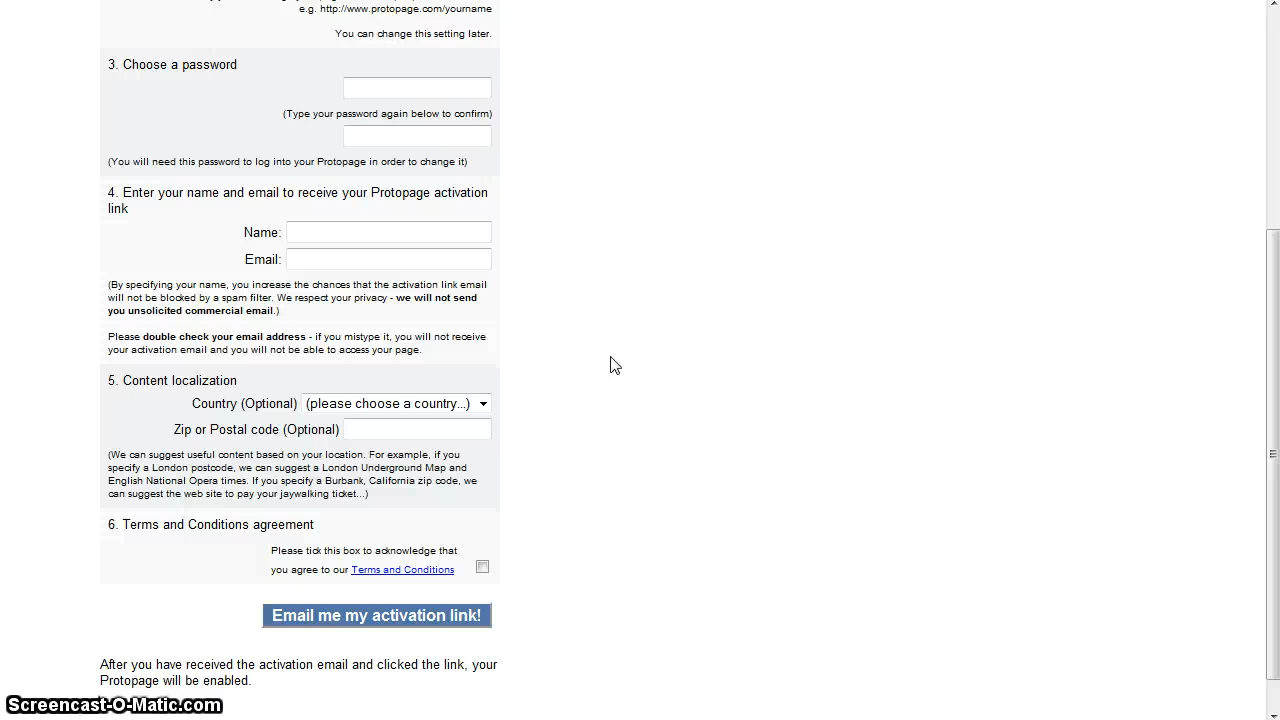 e.g. http://www.protopage.com/yourname
You can change this setting later.
3. Choose a password
(Type your password again below to confirm)
(You will need this password to log into your Protopage in order to change it)
4. Enter your name and email to receive your Protopage activation
link
Name:
Email:
(By specifying your name, you increase the chances that the activation link email
will not be blocked by a spam filter. We respect your privacy - we will not send
you unsolicited commercial email.)
Please double check your email address - if you mistype it, you will not receive
your activation email and you will not be able to access your page.
5. Content localization
Country (Optional) (please choose a country...)
Zip or Postal code (Optional)
(We can suggest useful content based on your location. For example, if you
specify a London postcode, we can suggest a London Underground Map and
English National Opera times. If you specify a Burbank, California zip code, we
can suggest the web site to pay your jaywalking ticket...)
6. Terms and Conditions agreement
Please tick this box to acknowledge that
you agree to our Terms and Conditions
Email me my activation link!
After you have received the activation email and clicked the link, your
Protopage will be enabled.
Screencast-O-Matic.com